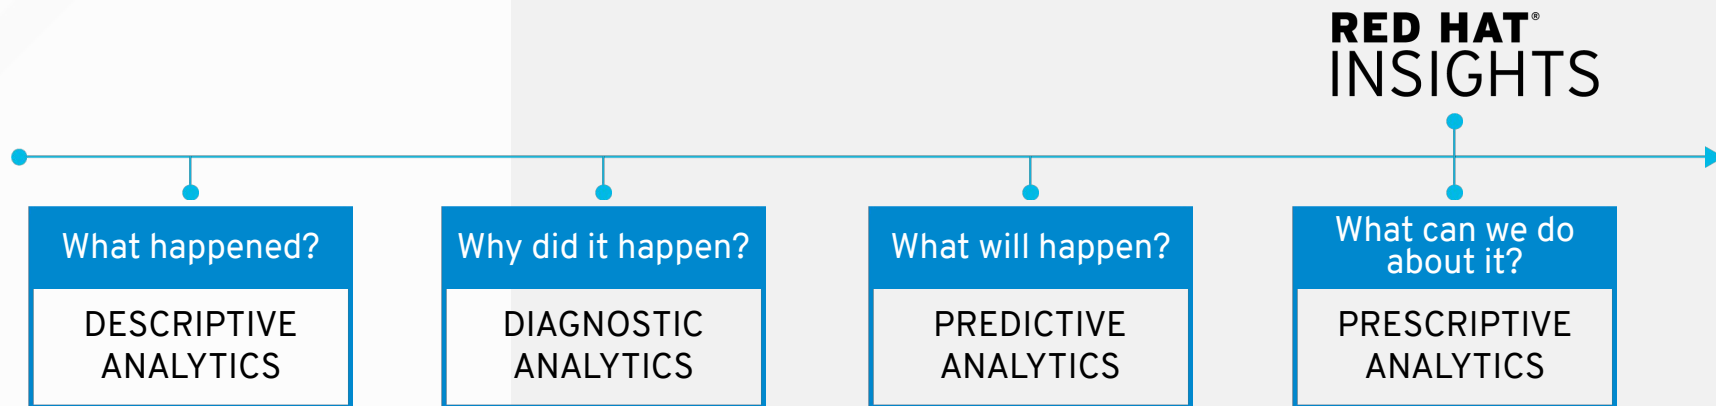 RED HAT®
INSIGHTS
What happened?
DESCRIPTIVE
ANALYTICS
Why did it happen?
DIAGNOSTIC
ANALYTICS
What will happen?
PREDICTIVE
ANALYTICS
What can we do
about it?
PRESCRIPTIVE
ANALYTICS